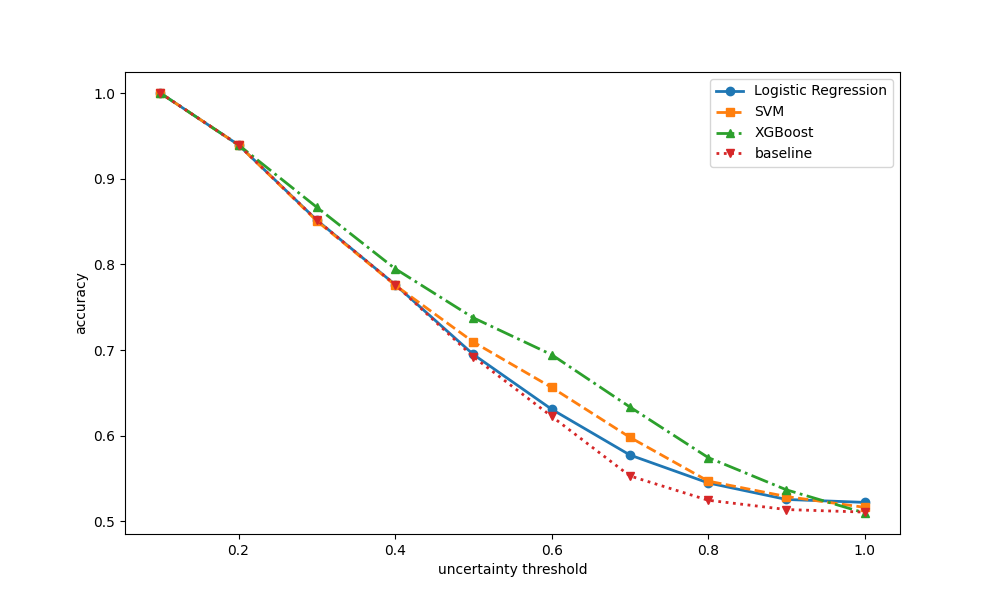 Logistic Regression
SVM
XGBoost
baseline
1.0
0.9
0.8
0.7
0.6
0.5
accuracy
0.2 0.4 0.6 0.8 1.0
uncertainty threshold